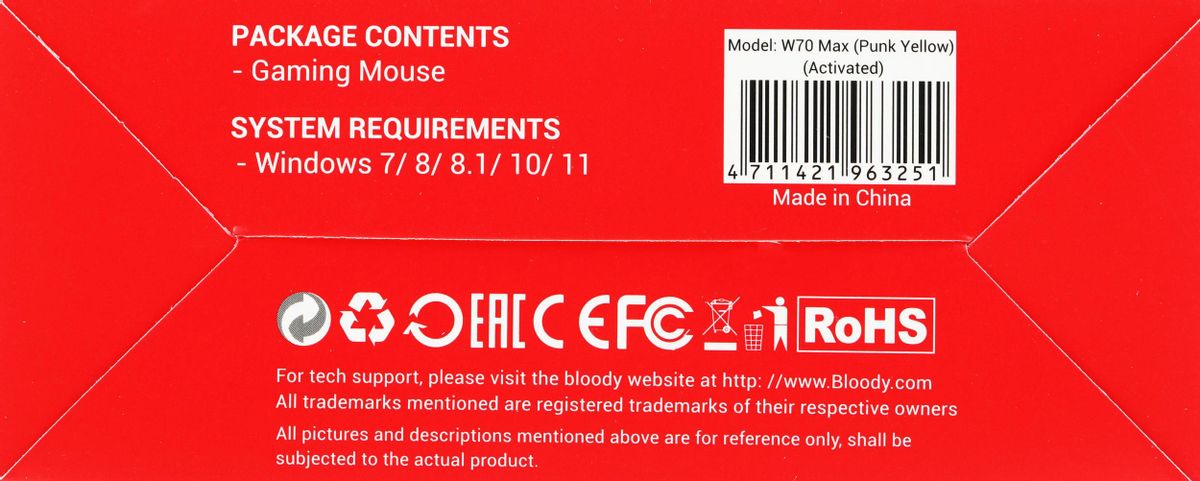 PACKAGE CONTENTS
- Gaming Mouse
SYSTEM REQUIREMENTS
- Windows 7/ 8/ 8.1/ 10/ 11
Model: W70 Max (Punk Yellow)
(Activated)
4 711421 963251
Made in China
EAC CE FC RoHS
For tech support, please visit the bloody website at http: //www.Bloody.com
All trademarks mentioned are registered trademarks of their respective owners
All pictures and descriptions mentioned above are for reference only, shall be
subjected to the actual product.